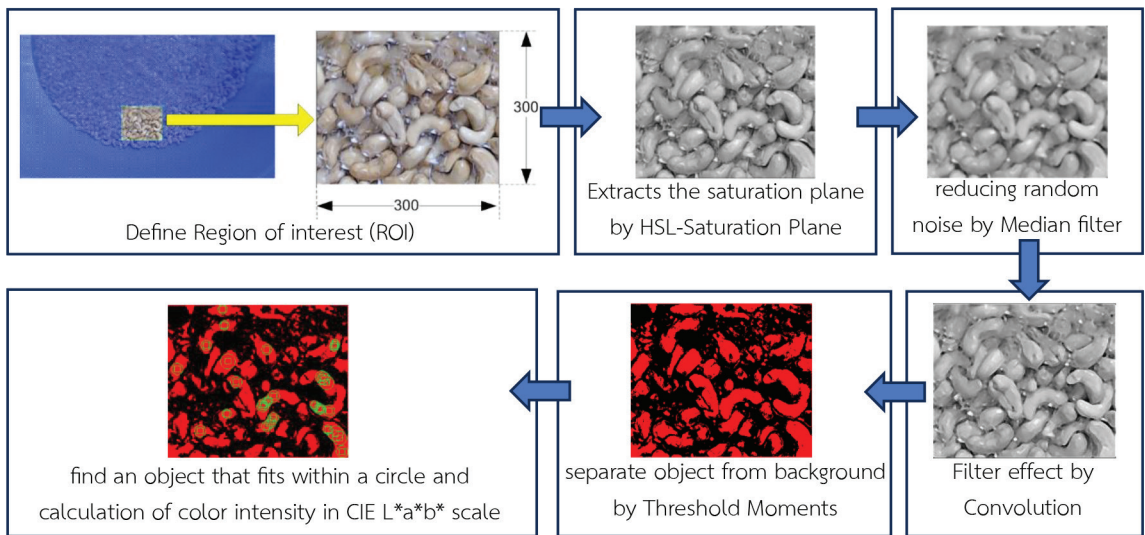 300
300
Define Region of interest (ROI)
Extracts the saturation plane
by HSL-Saturation Plane
reducing random
noise by Median filter
Filter effect by
Convolution
separate object from background
by Threshold Moments
find an object that fits within a circle and
calculation of color intensity in CIE L*a*b* scale